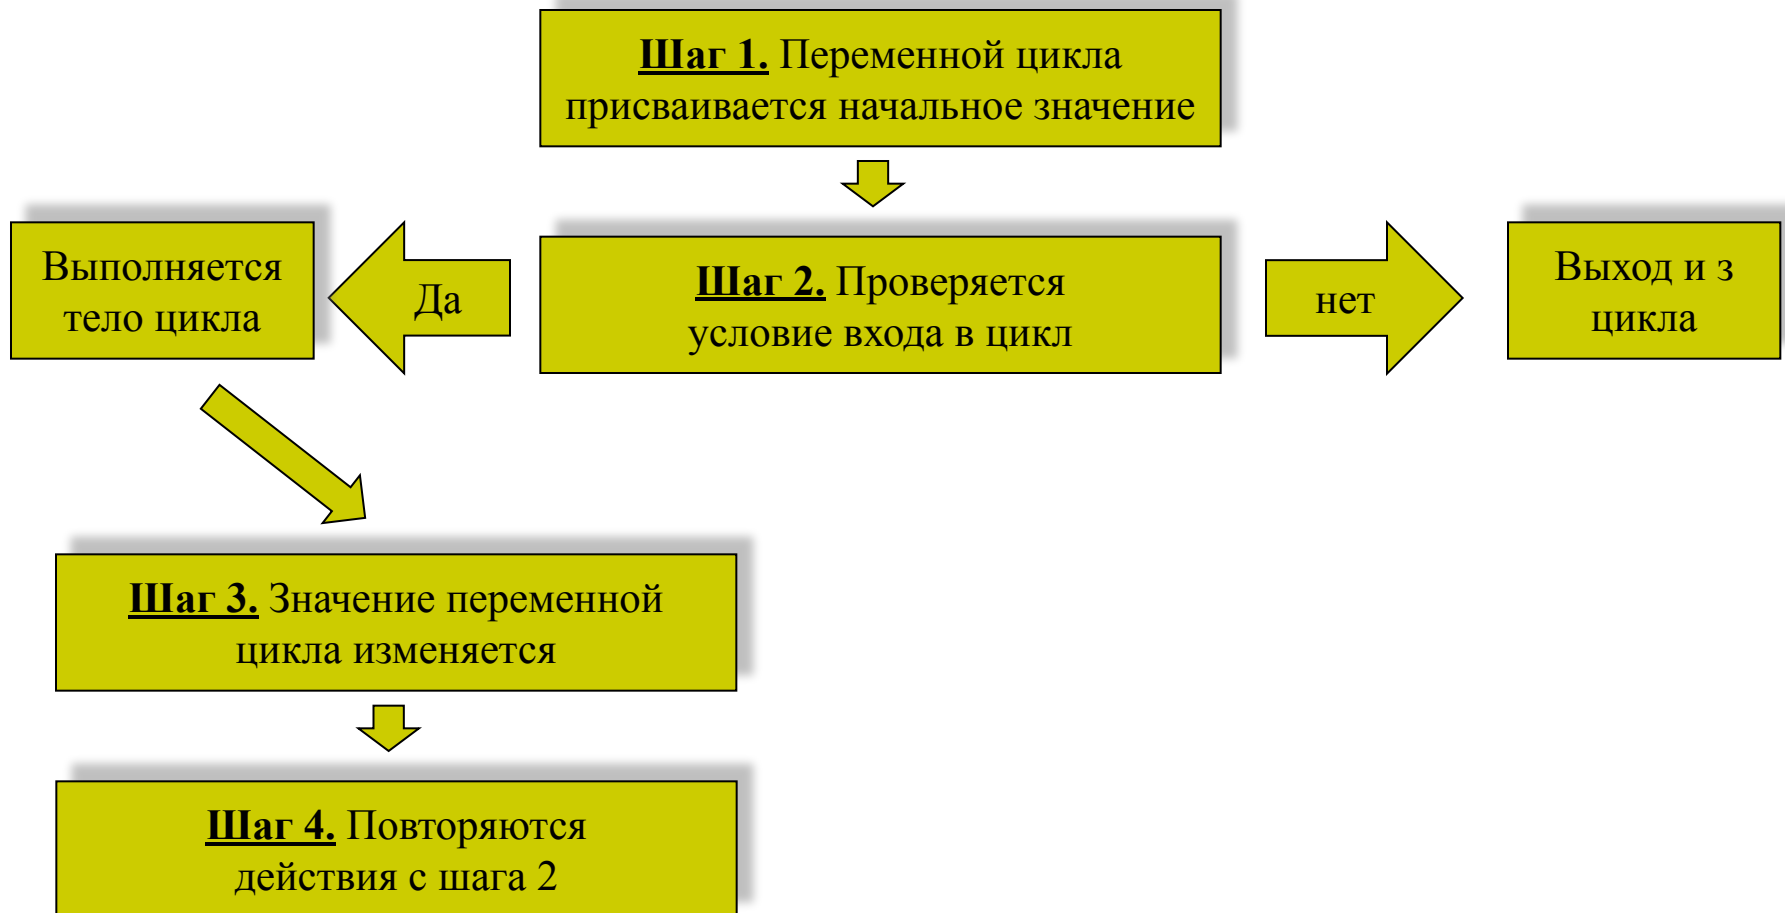 Шаг 1. Переменной цикла
присваивается начальное значение
Выполняется
тело цикла
Да
Шаг 2. Проверяется
условие входа в цикл
нет
Выход и з
цикла
Шаг 3. Значение переменной
цикла изменяется
Шаг 4. Повторяются
действия с шага 2